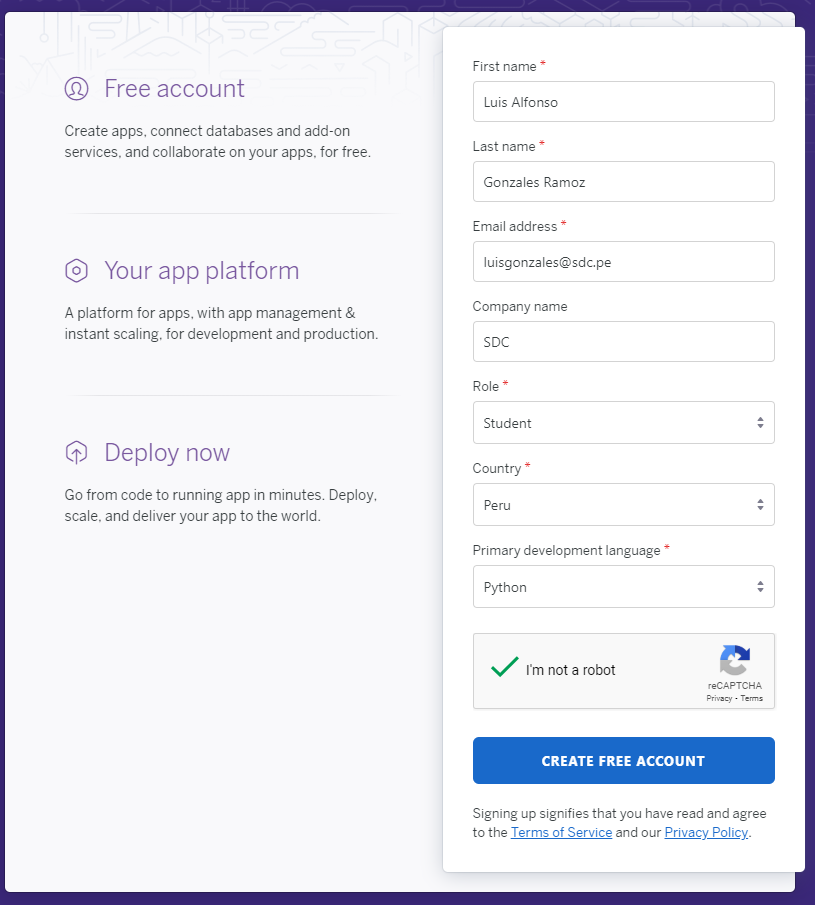 Free account
Create apps, connect databases and add-on
services, and collaborate on your apps, for free.
Your app platform
A platform for apps, with app management &
instant scaling, for development and production.
Deploy now
Go from code to running app in minutes. Deploy,
scale, and deliver your app to the world.
First name *
Luis Alfonso
Last name *
Gonzales Ramoz
Email address *
luisgonzales@sdc.pe
Company name
SDC
Role *
Student
Country *
Peru
Primary development language *
Python
I'm not a robot
reCAPTCHA
Privacy - Terms
CREATE FREE ACCOUNT
Signing up signifies that you have read and agree
to the Terms of Service and our Privacy Policy.